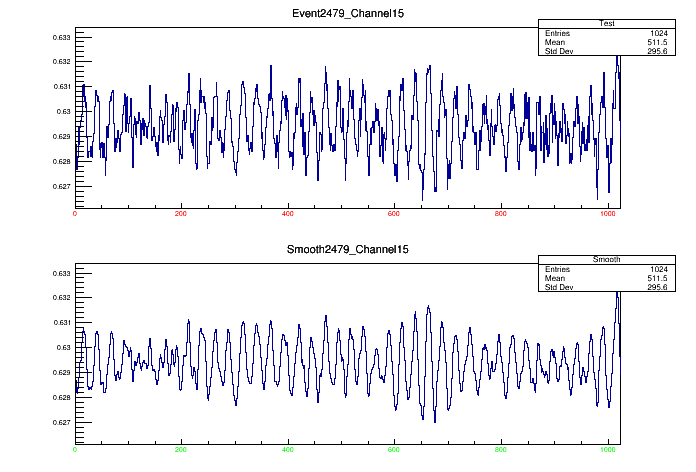 Event2479_Channel15
Test
Entries 1024
Mean 511.5
Std Dev 295.6
0.633
0.632
0.631
0.63
0.629
0.628
0.627
0 200 400 600 800 1000
Smooth2479_Channel15
Smooth
Entries 1024
Mean 511.5
Std Dev 295.6
0.633
0.632
0.631
0.63
0.629
0.628
0.627
0 200 400 600 800 1000